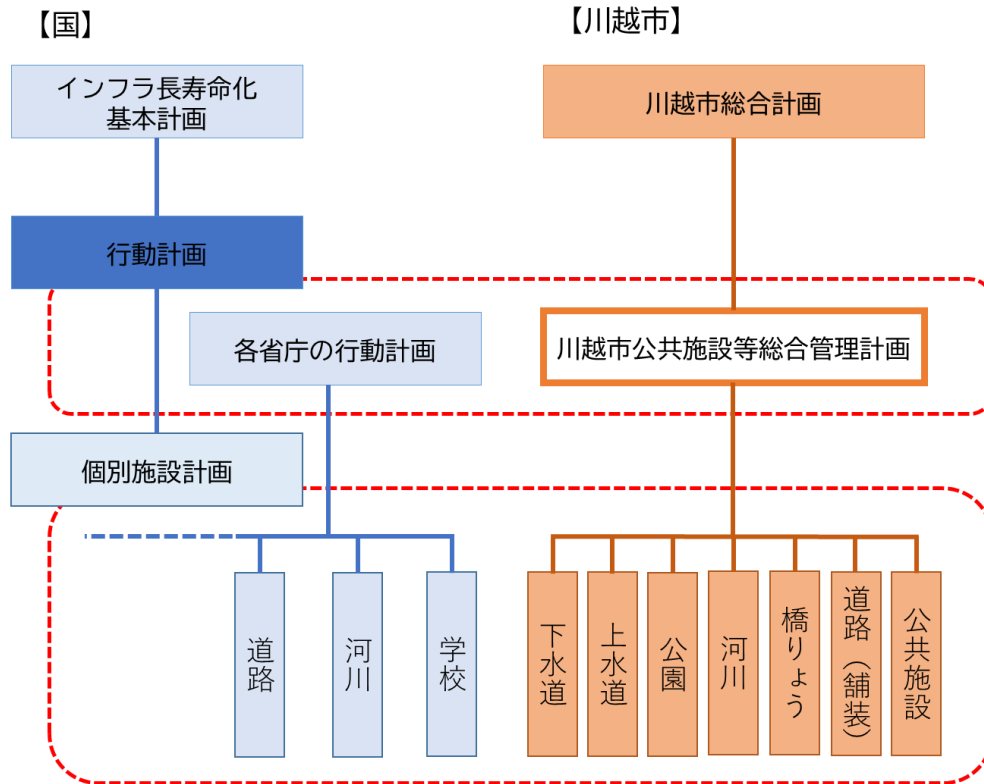 【国】
インフラ長寿命化
基本計画
行動計画
各省庁の行動計画
個別施設計画
道路
河川
学校
【川越市】
川越市総合計画
川越市公共施設等総合管理計画
下水道
上水道
公園
河川
橋りょう
道路（舗装）
公共施設